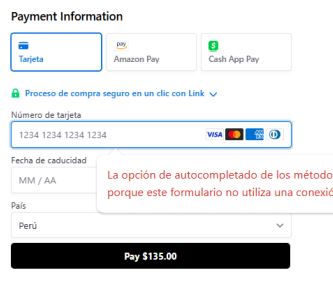 Payment Information
Tarjeta
pay
Amazon Pay
$
Cash App Pay
Proceso de compra seguro en un clic con Link
Número de tarjeta
1234 1234 1234 1234
VISA
Fecha de caducidad
MM / AA
La opción de autocompletado de los método
porque este formulario no utiliza una conexió
País
Perú
Pay $135.00